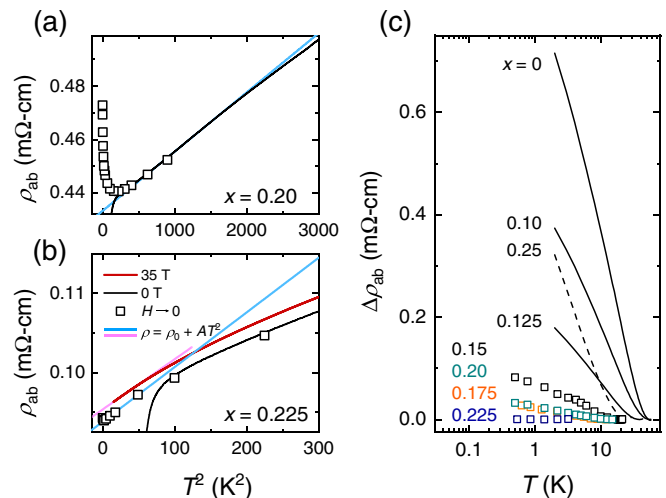 (a)
0.48
0.46
0.44
ρab (mΩ-cm)
0
1000
2000
3000
x = 0.20
(b)
35 T
0 T
H→0
ρ = ρ0 + AT²
0.11
0.10
ρab (mΩ-cm)
x = 0.225
0
100
200
300
T² (K²)
(c)
0.6
0.4
0.2
0.0
Δρab (mΩ-cm)
x = 0
0.10
0.25
0.125
0.15
0.20
0.175
0.225
0.1
1
10
T (K)